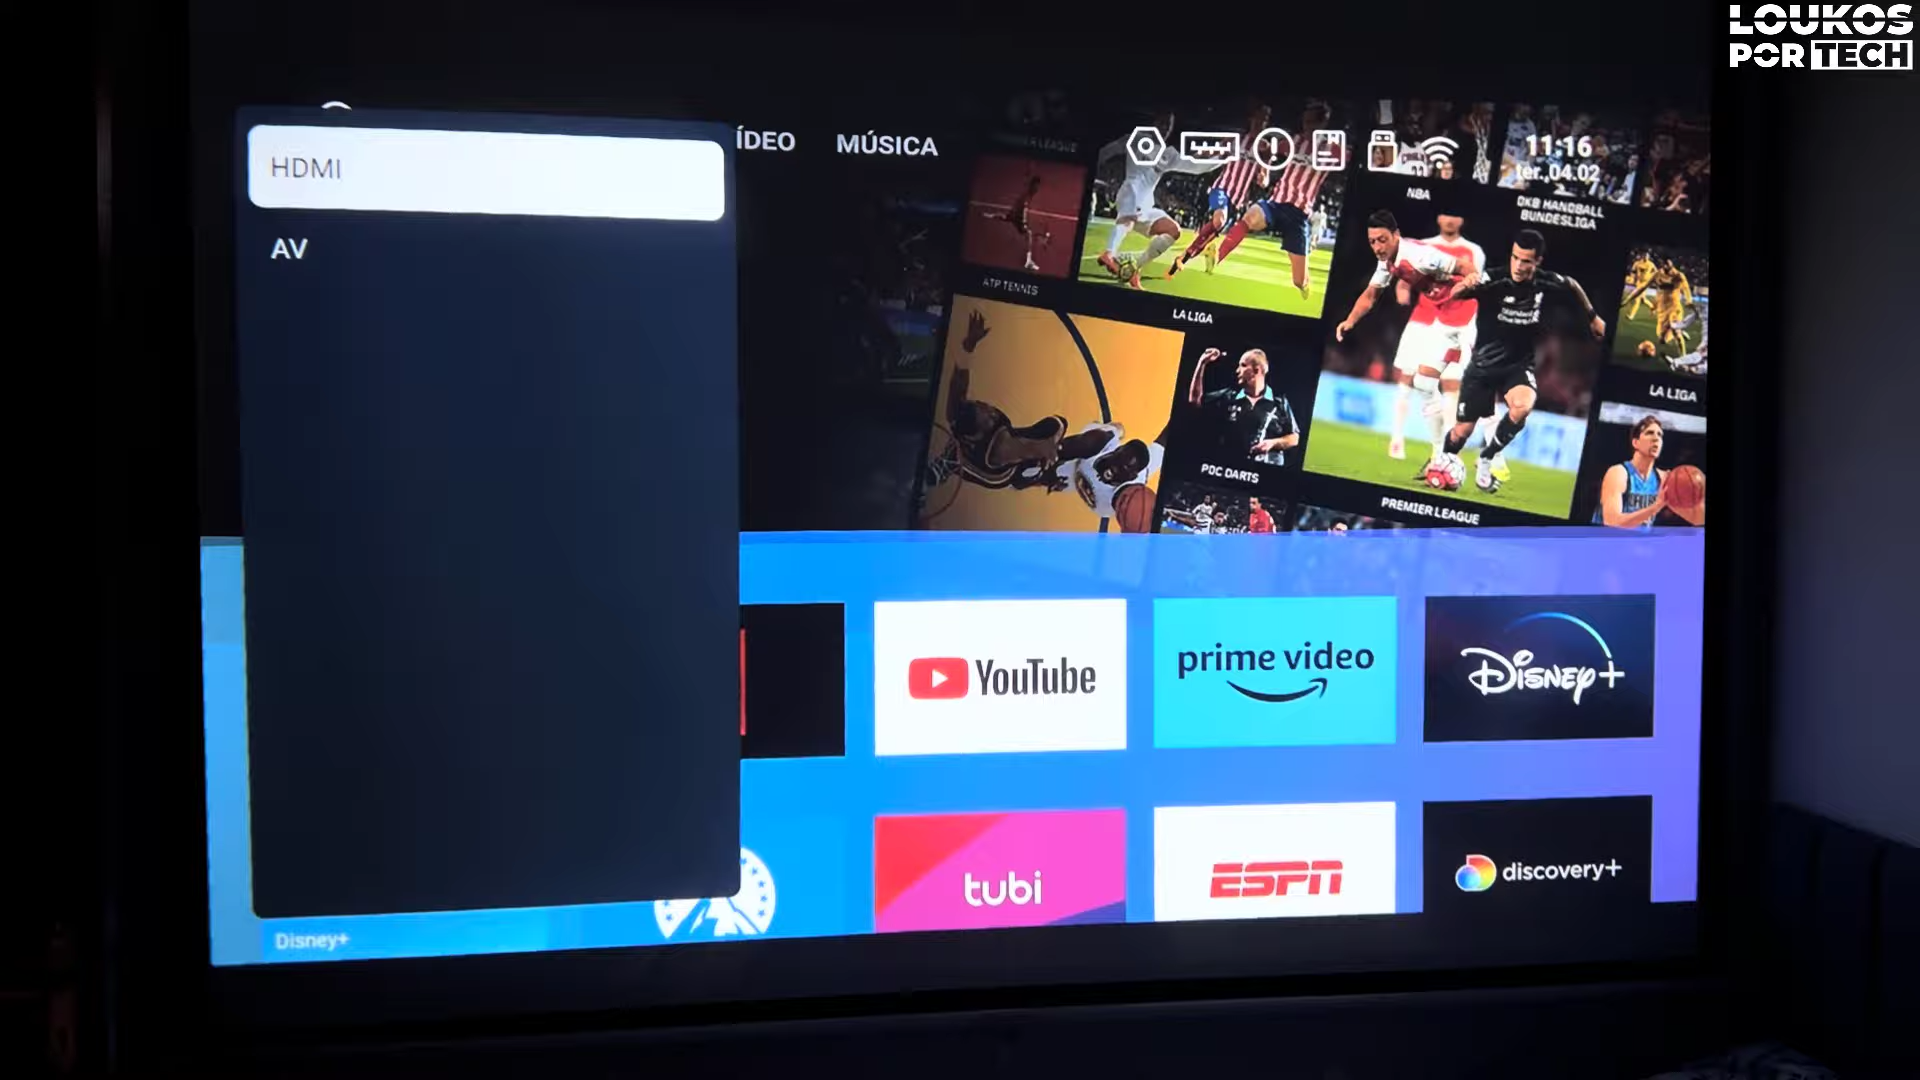 LOUKOS
POR TECH
HDMI
AV
ÍDEO
MÚSICA
11:16
ter.,04.02
NBA
DKB HANDBALL
BUNDESLIGA
ATP TENNIS
LA LIGA
LA LIGA
PDC DARTS
PREMIER LEAGUE
YouTube
prime video
Disney+
tubi
ESPN
discovery+
Disney+